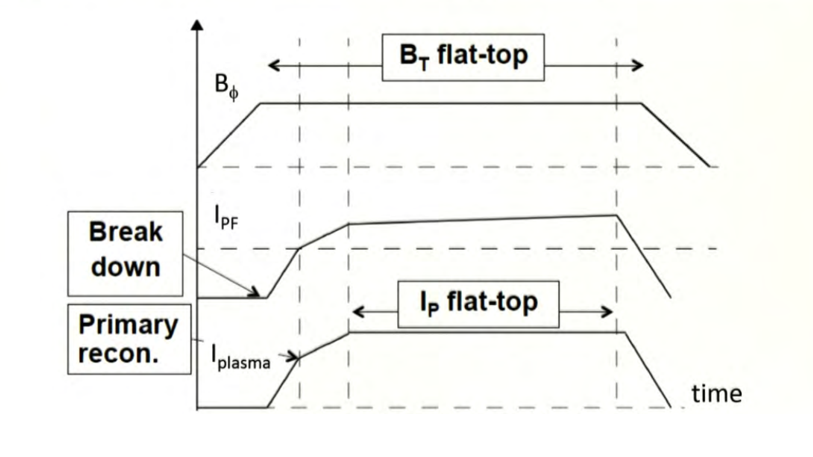 B_T flat-top
B_ϕ
I_PF
Break
down
I_P flat-top
Primary
recon.
I_plasma
time